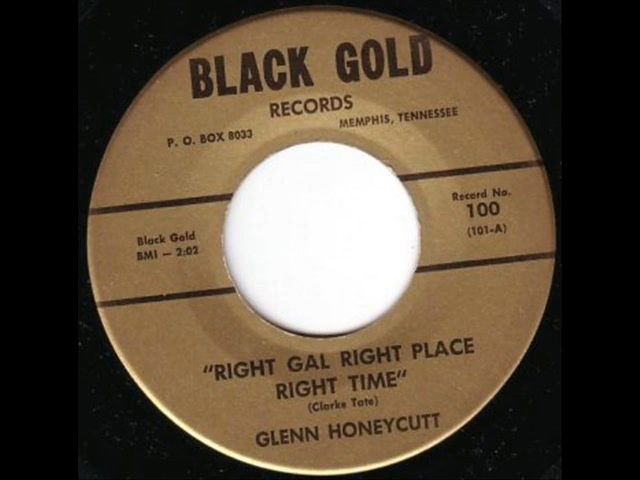 BLACK GOLD
RECORDS
P. O. BOX 8033
MEMPHIS, TENNESSEE
Record No.
100
(101-A)
Black Gold
BMI — 2:02
"RIGHT GAL RIGHT PLACE
RIGHT TIME"
(Clarke Tate)
GLENN HONEYCUTT